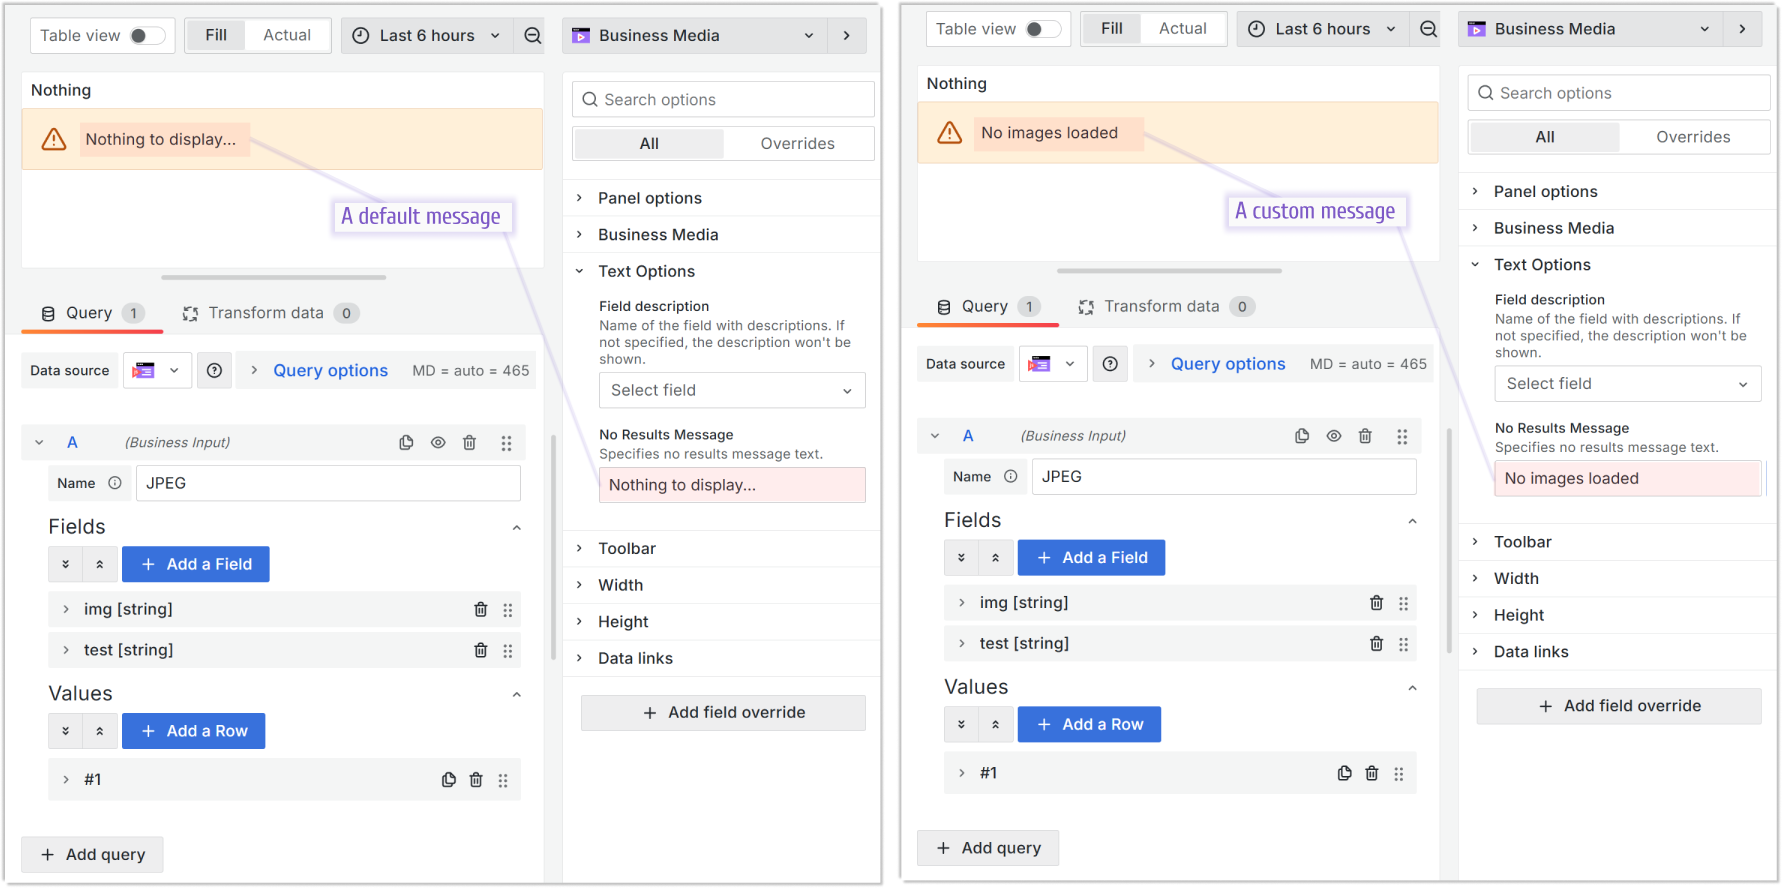 Table view
Fill
Actual
Last 6 hours
Business Media
Nothing
Nothing to display...
A default message
Query 1
Transform data 0
Data source
Query options
MD = auto = 465
A
(Business Input)
Name
JPEG
Fields
Add a Field
img [string]
test [string]
Values
Add a Row
#1
Add query
Search options
All
Overrides
Panel options
Business Media
Text Options
Field description
Name of the field with descriptions. If
not specified, the description won't be
shown.
Select field
No Results Message
Specifies no results message text.
Nothing to display...
Toolbar
Width
Height
Data links
Add field override
Table view
Fill
Actual
Last 6 hours
Business Media
Nothing
No images loaded
A custom message
Query 1
Transform data 0
Data source
Query options
MD = auto = 465
A
(Business Input)
Name
JPEG
Fields
Add a Field
img [string]
test [string]
Values
Add a Row
#1
Add query
Search options
All
Overrides
Panel options
Business Media
Text Options
Field description
Name of the field with descriptions. If
not specified, the description won't be
shown.
Select field
No Results Message
Specifies no results message text.
No images loaded
Toolbar
Width
Height
Data links
Add field override